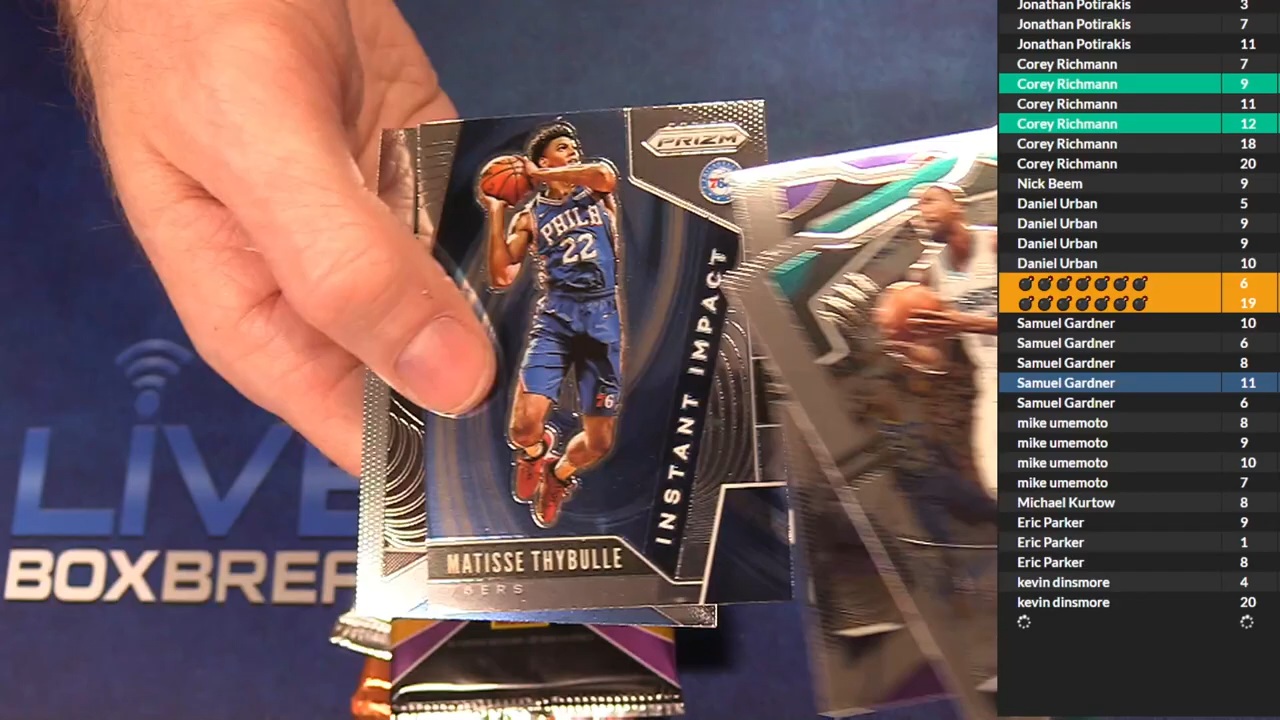 PRIZM
76
PHILA
22
76
INSTANT IMPACT
MATISSE THYBULLE
76ERS
LIVE
BOXBREA
Jonathan Potirakis 3
Jonathan Potirakis 7
Jonathan Potirakis 11
Corey Richmann 7
Corey Richmann 9
Corey Richmann 11
Corey Richmann 12
Corey Richmann 18
Corey Richmann 20
Nick Beem 9
Daniel Urban 5
Daniel Urban 9
Daniel Urban 9
Daniel Urban 10
💣💣💣💣💣💣💣 6
💣💣💣💣💣💣💣 19
Samuel Gardner 10
Samuel Gardner 6
Samuel Gardner 8
Samuel Gardner 11
Samuel Gardner 6
mike umemoto 8
mike umemoto 9
mike umemoto 10
mike umemoto 7
Michael Kurtow 8
Eric Parker 9
Eric Parker 1
Eric Parker 8
kevin dinsmore 4
kevin dinsmore 20